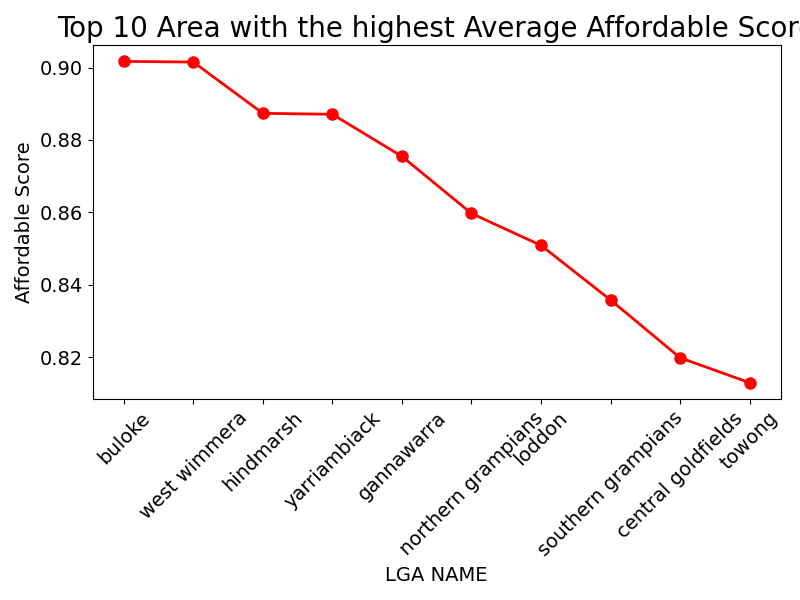 Top 10 Area with the highest Average Affordable Scor
0.90
0.88
0.86
0.84
0.82
Affordable Score
buloke
west wimmera
hindmarsh
yarriambiack
gannawarra
northern grampians
loddon
southern grampians
central goldfields
towong
LGA NAME